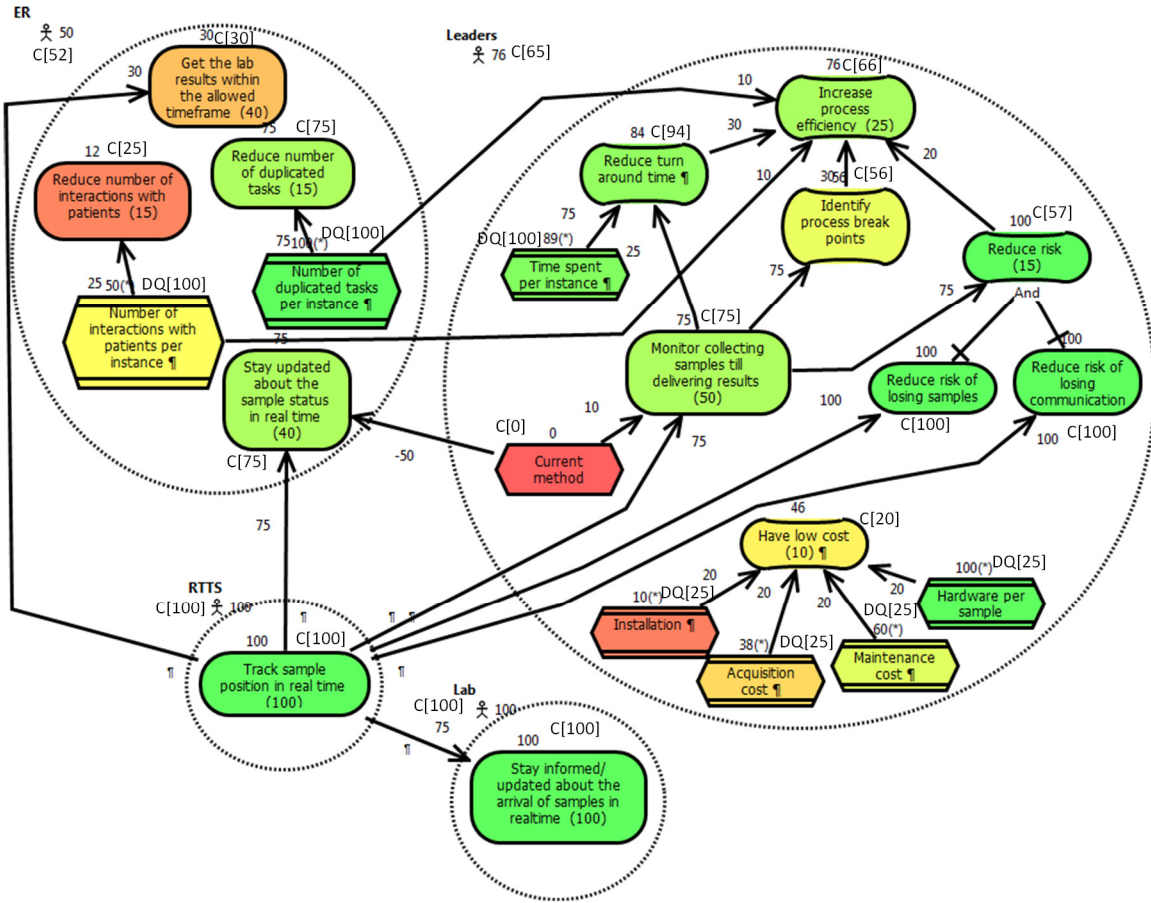 ER
50
C[52]
30
C[30]
30
Get the lab
results within
the allowed
timeframe (40)
75
C[75]
Reduce number
of duplicated
tasks (15)
12 C[25]
Reduce number of
interactions with
patients (15)
75
100(*)
DQ[100]
Number of
duplicated tasks
per instance ¶
25
50(*)
DQ[100]
Number of
interactions with
patients per
instance ¶
75
Stay updated
about the
sample status
in real time
(40)
C[75]
-50
75
Leaders
76 C[65]
76 C[66]
Increase
process
efficiency (25)
10
30
10
20
84 C[94]
Reduce turn
around time ¶
75
25
DQ[100] 89(*)
Time spent
per instance ¶
30
56
C[56]
Identify
process break
points
75
100 C[57]
Reduce risk
(15)
And
75
75 C[75]
Monitor collecting
samples till
delivering results
(50)
100
Reduce risk of
losing samples
C[100]
100
100
Reduce risk of
losing
communication
C[100]
100
C[0]
0
Current
method
10
75
46
C[20]
Have low cost
(10) ¶
20
20
20
20
10(*) DQ[25]
Installation ¶
38(*)
DQ[25]
Acquisition
cost ¶
DQ[25]
60(*)
Maintenance
cost ¶
100(*) DQ[25]
Hardware per
sample
RTTS
C[100] 100
100 C[100]
Track sample
position in real time
(100)
¶
¶
¶
¶
¶
Lab
C[100] 100
75
100 C[100]
Stay informed/
updated about the
arrival of samples in
realtime (100)